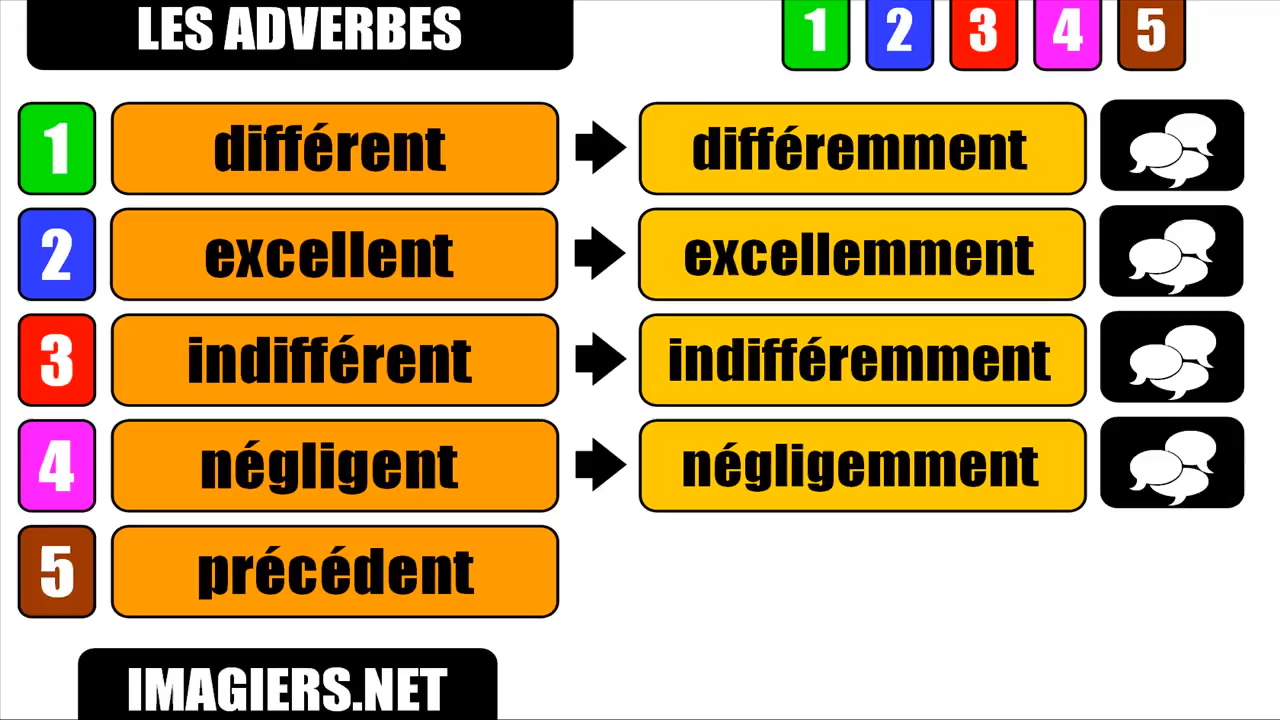 LES ADVERBES
1 2 3 4 5
1 différent différemment
2 excellent excellemment
3 indifférent indifféremment
4 négligent négligemment
5 précédent
IMAGIERS.NET